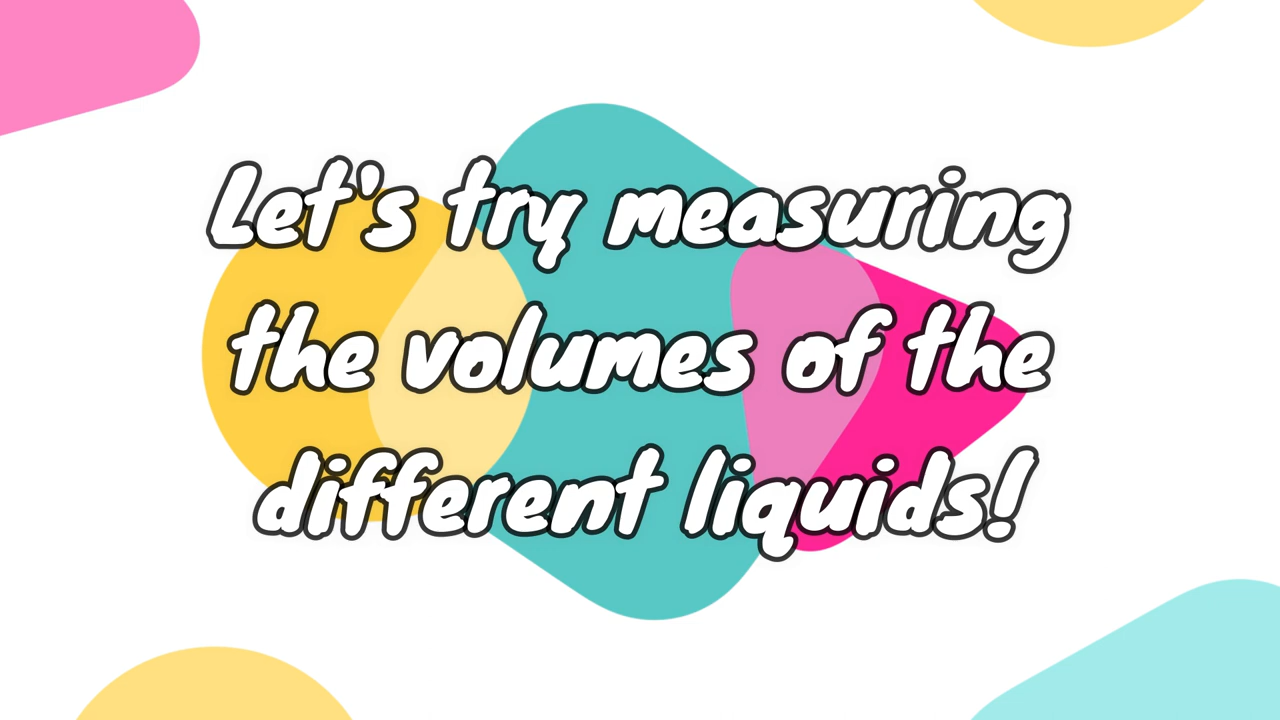 Let's try measuring
the volumes of the
different liquids!